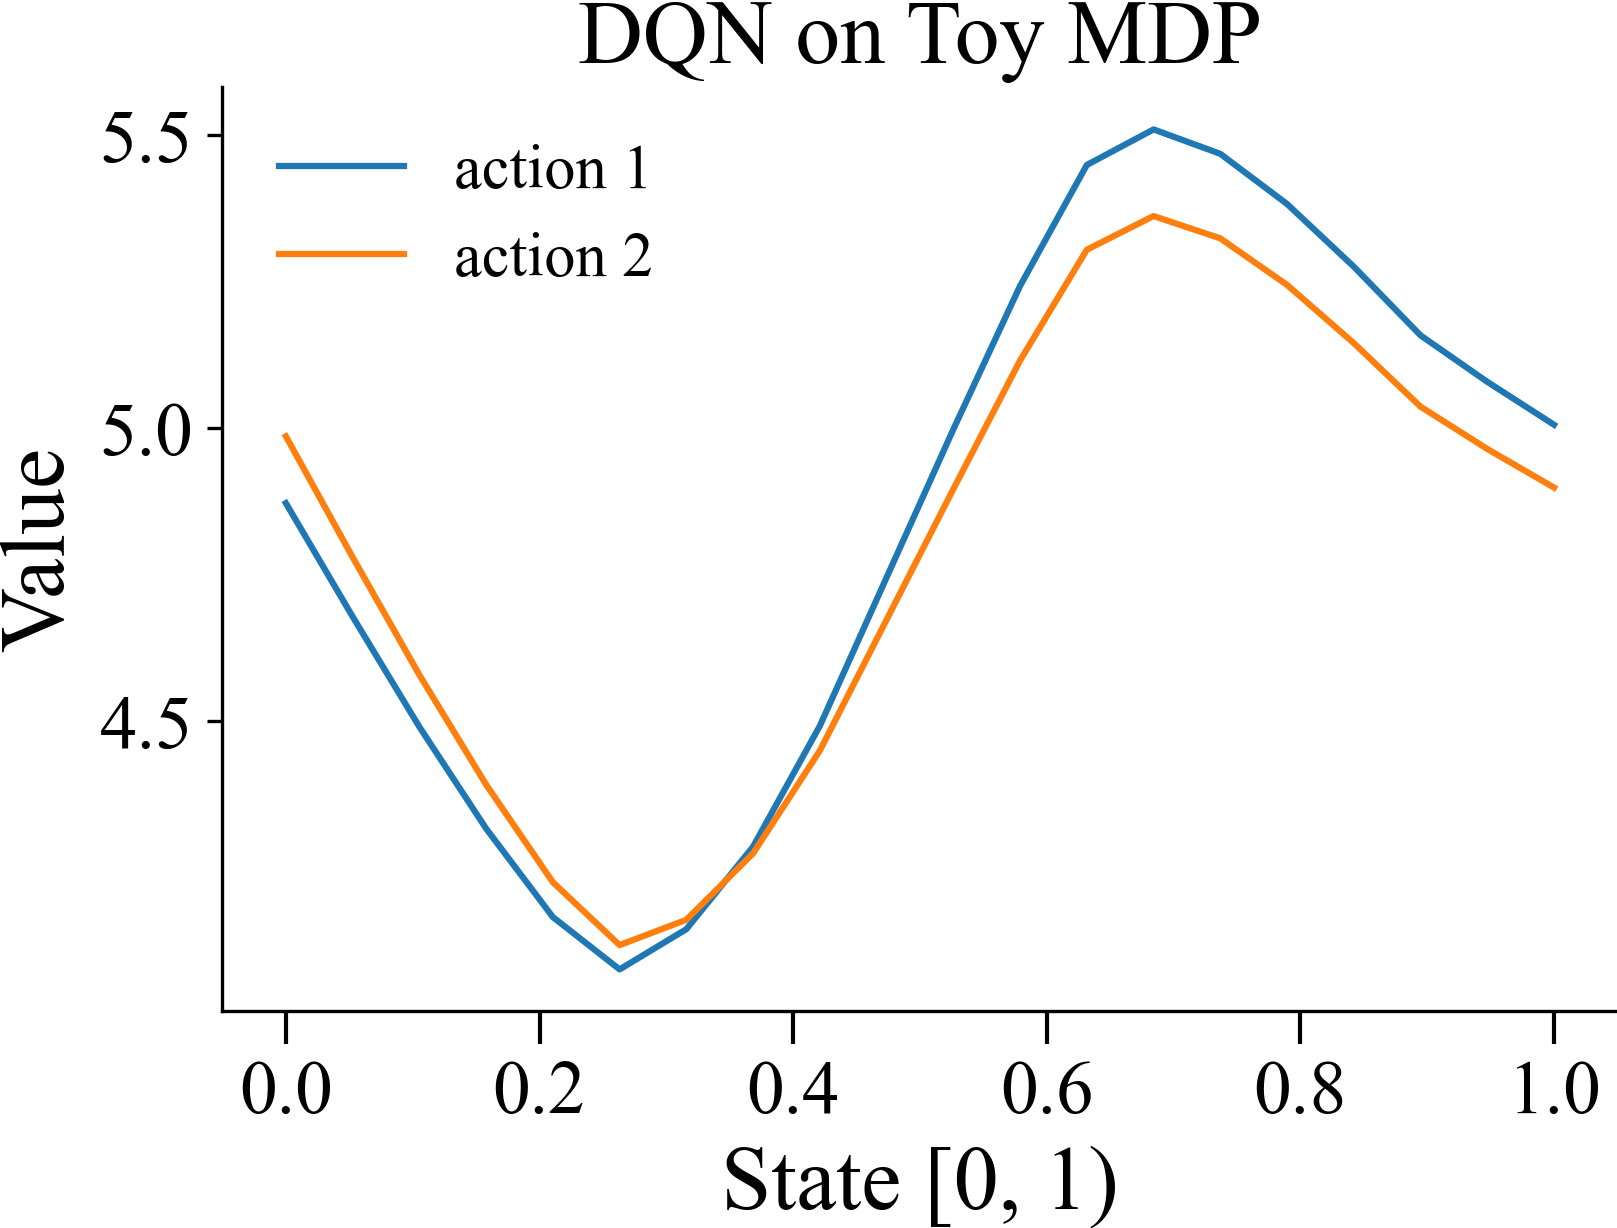 DQN on Toy MDP
5.5
action 1
action 2
5.0
Value
4.5
0.0 0.2 0.4 0.6 0.8 1.0
State [0, 1)